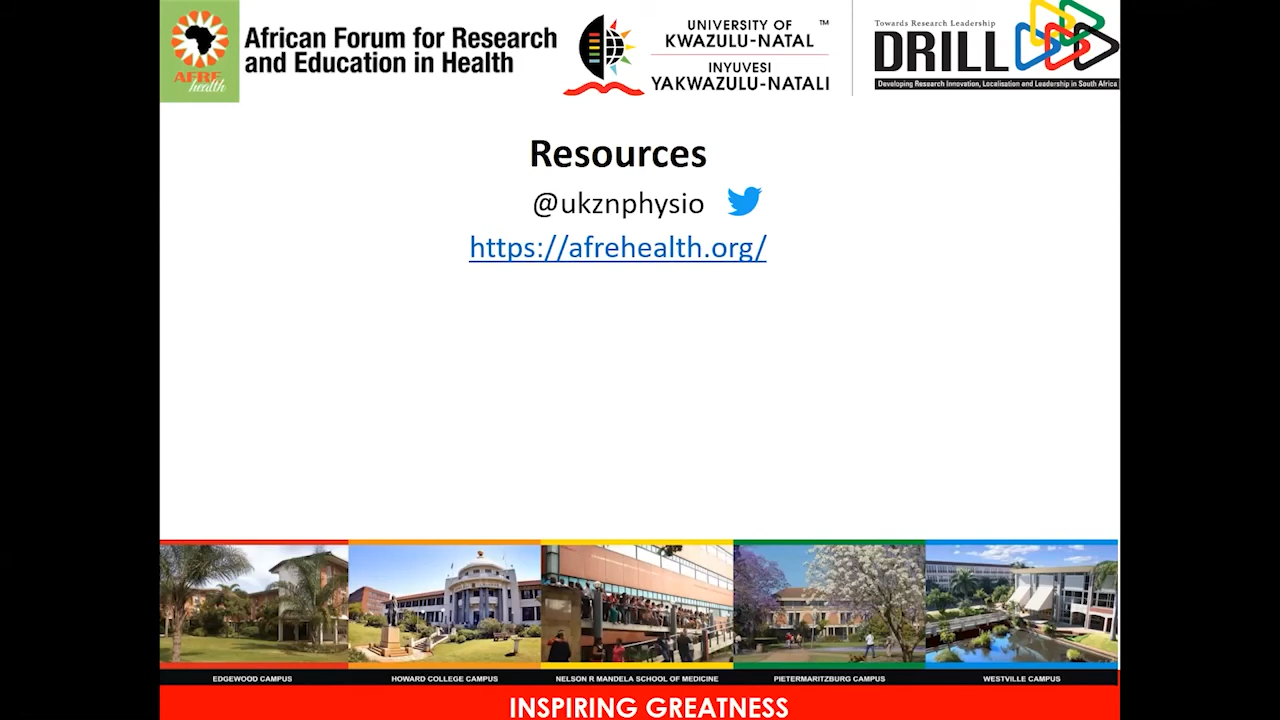 AFRE
health
African Forum for Research
and Education in Health
UNIVERSITY OF ™
KWAZULU-NATAL
INYUVESI
YAKWAZULU-NATALI
Towards Research Leadership
DRILL
Developing Research Innovation, Localisation and Leadership in South Africa
Resources
@ukznphysio
https://afrehealth.org/
EDGEWOOD CAMPUS
HOWARD COLLEGE CAMPUS
NELSON R MANDELA SCHOOL OF MEDICINE
PIETERMARITZBURG CAMPUS
WESTVILLE CAMPUS
INSPIRING GREATNESS